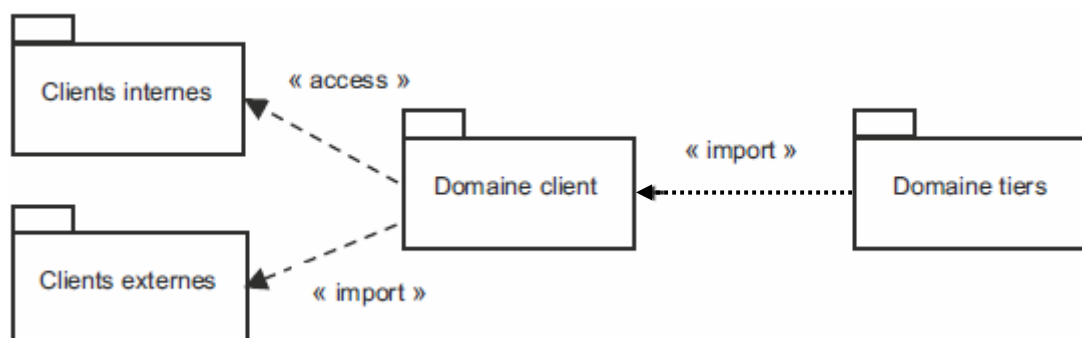 Clients internes
« access »
Domaine client
« import »
Domaine tiers
Clients externes
« import »